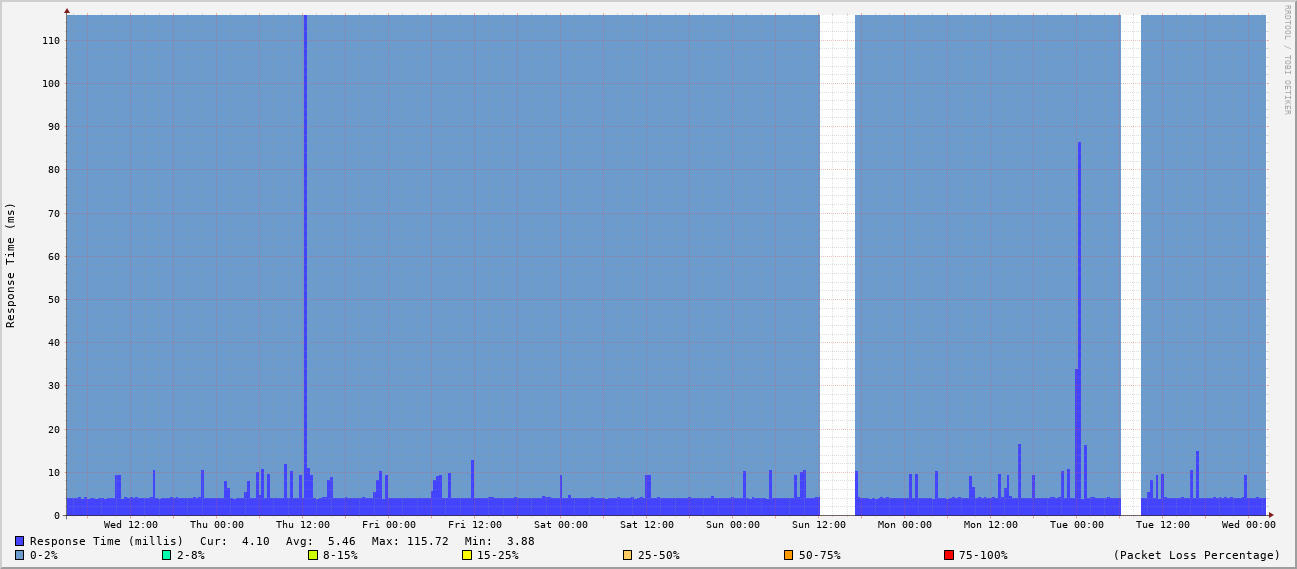 RRDTOOL / TOBI OETIKER
Response Time (ms)
110
100
90
80
70
60
50
40
30
20
10
0
Wed 12:00 Thu 00:00 Thu 12:00 Fri 00:00 Fri 12:00 Sat 00:00 Sat 12:00 Sun 00:00 Sun 12:00 Mon 00:00 Mon 12:00 Tue 00:00 Tue 12:00 Wed 00:00
Response Time (millis) Cur: 4.10 Avg: 5.46 Max: 115.72 Min: 3.88
0-2% 2-8% 8-15% 15-25% 25-50% 50-75% 75-100% (Packet Loss Percentage)